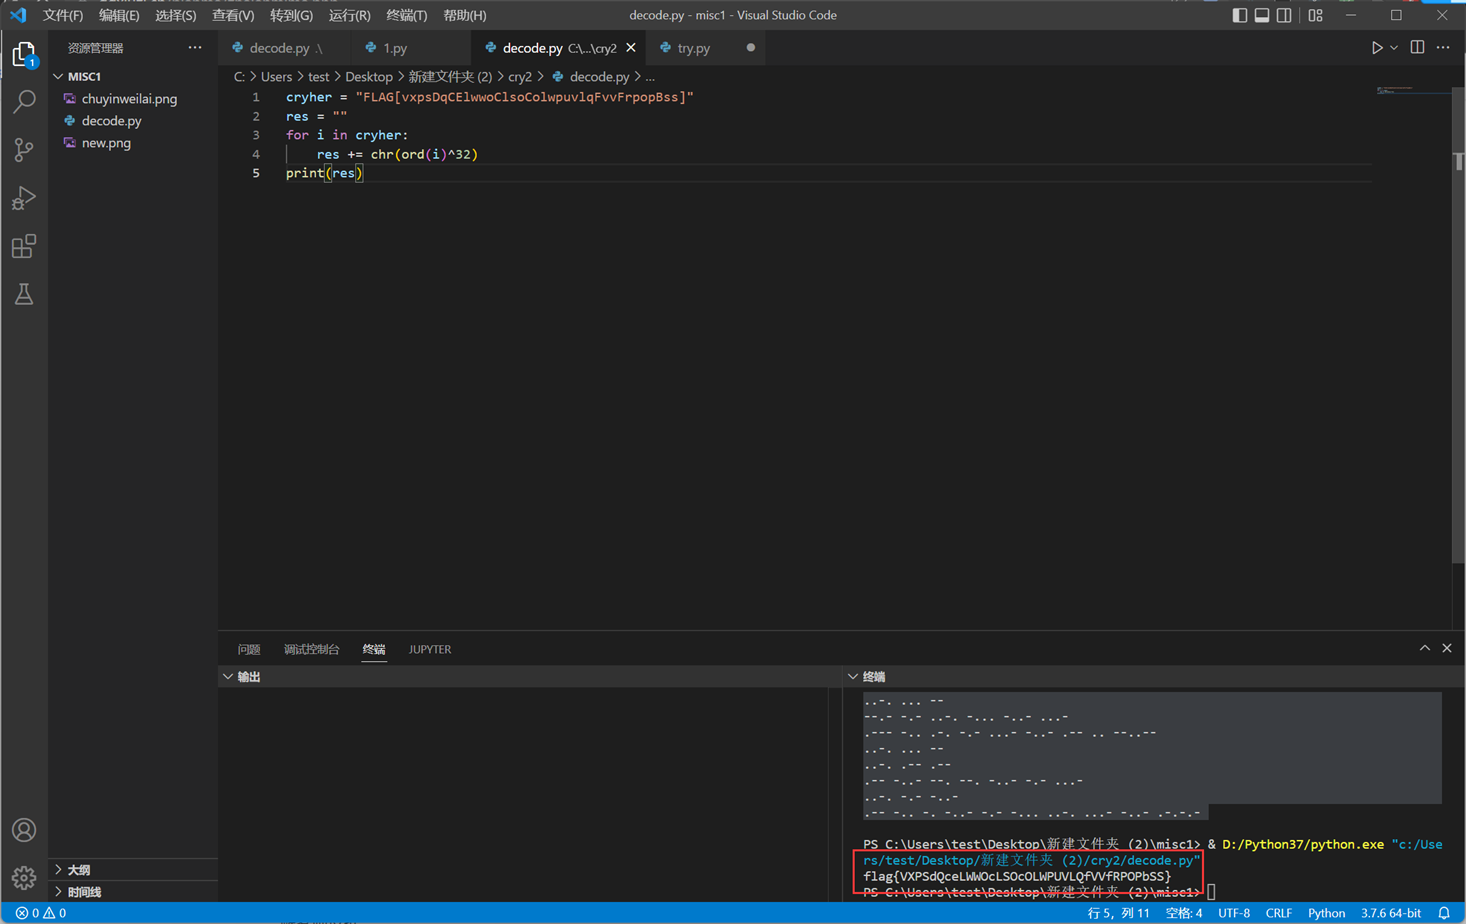 文件(F) 编辑(E) 选择(S) 查看(V) 转到(G) 运行(R) 终端(T) 帮助(H) decode.py - misc1 - Visual Studio Code
资源管理器 ··· decode.py .\ 1.py decode.py C:\...\cry2 try.py
1
MISC1
C: > Users > test > Desktop > 新建文件夹 (2) > cry2 > decode.py > ...
chuyinweilai.png
decode.py
new.png
1 cryher = "FLAG[vxpsDqCElwwoClsoColwpuvlqFvvFrpopBss]"
2 res = ""
3 for i in cryher:
4 res += chr(ord(i)^32)
5 print(res)
问题 调试控制台 终端 JUPYTER
输出
终端
..-. ... --
--.- -.- ..-. -... -..- ...-
.--- -.. .-. -.- ...- -..- .-- .. --..--
..-. ... --
..-. .-- .--
.-- -..- --. --. -..- -.- ...-
..-. -.- -..-
.-- -.. -. -..- -.- -... ..-. ...- -..- .-.-.-
PS C:\Users\test\Desktop\新建文件夹 (2)\misc1> & D:/Python37/python.exe "c:/Use
rs/test/Desktop/新建文件夹 (2)/cry2/decode.py"
flag{VXPSdQceLWWOcLSOcOLWPUVLQfVVfRPOPbSS}
PS C:\Users\test\Desktop\新建文件夹 (2)\misc1>
大纲
时间线
0 0 行 5，列 11 空格: 4 UTF-8 CRLF Python 3.7.6 64-bit